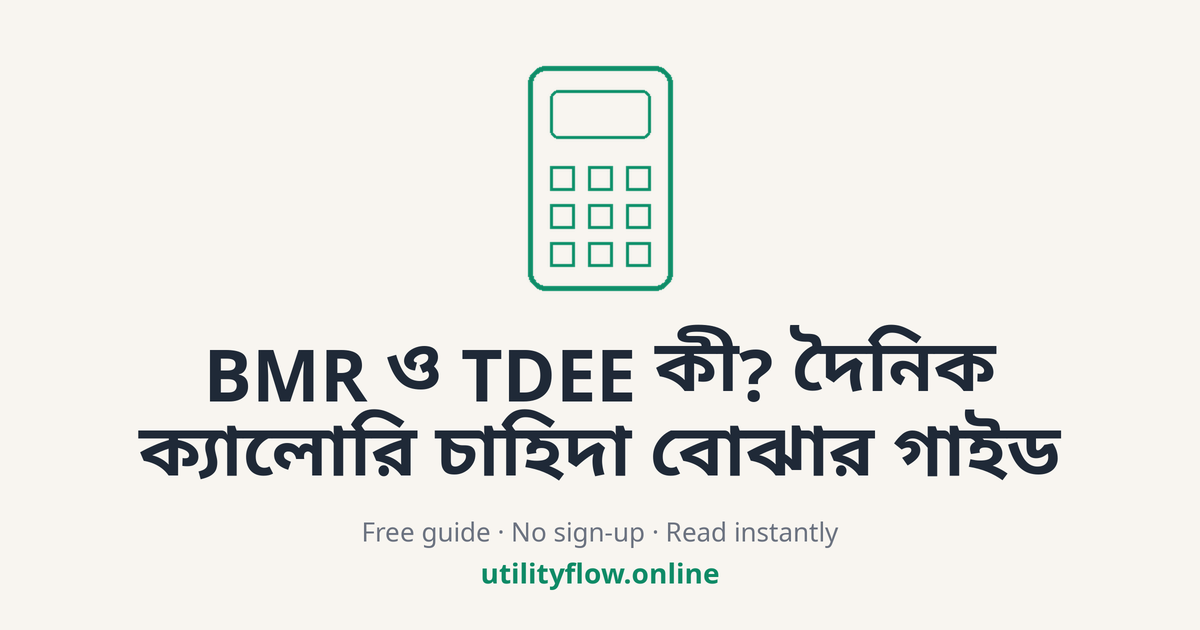 BMR ও TDEE কী? দৈনিক
ক্যালোরি চাহিদা বোঝার গাইড
Free guide · No sign-up · Read instantly
utilityflow.online